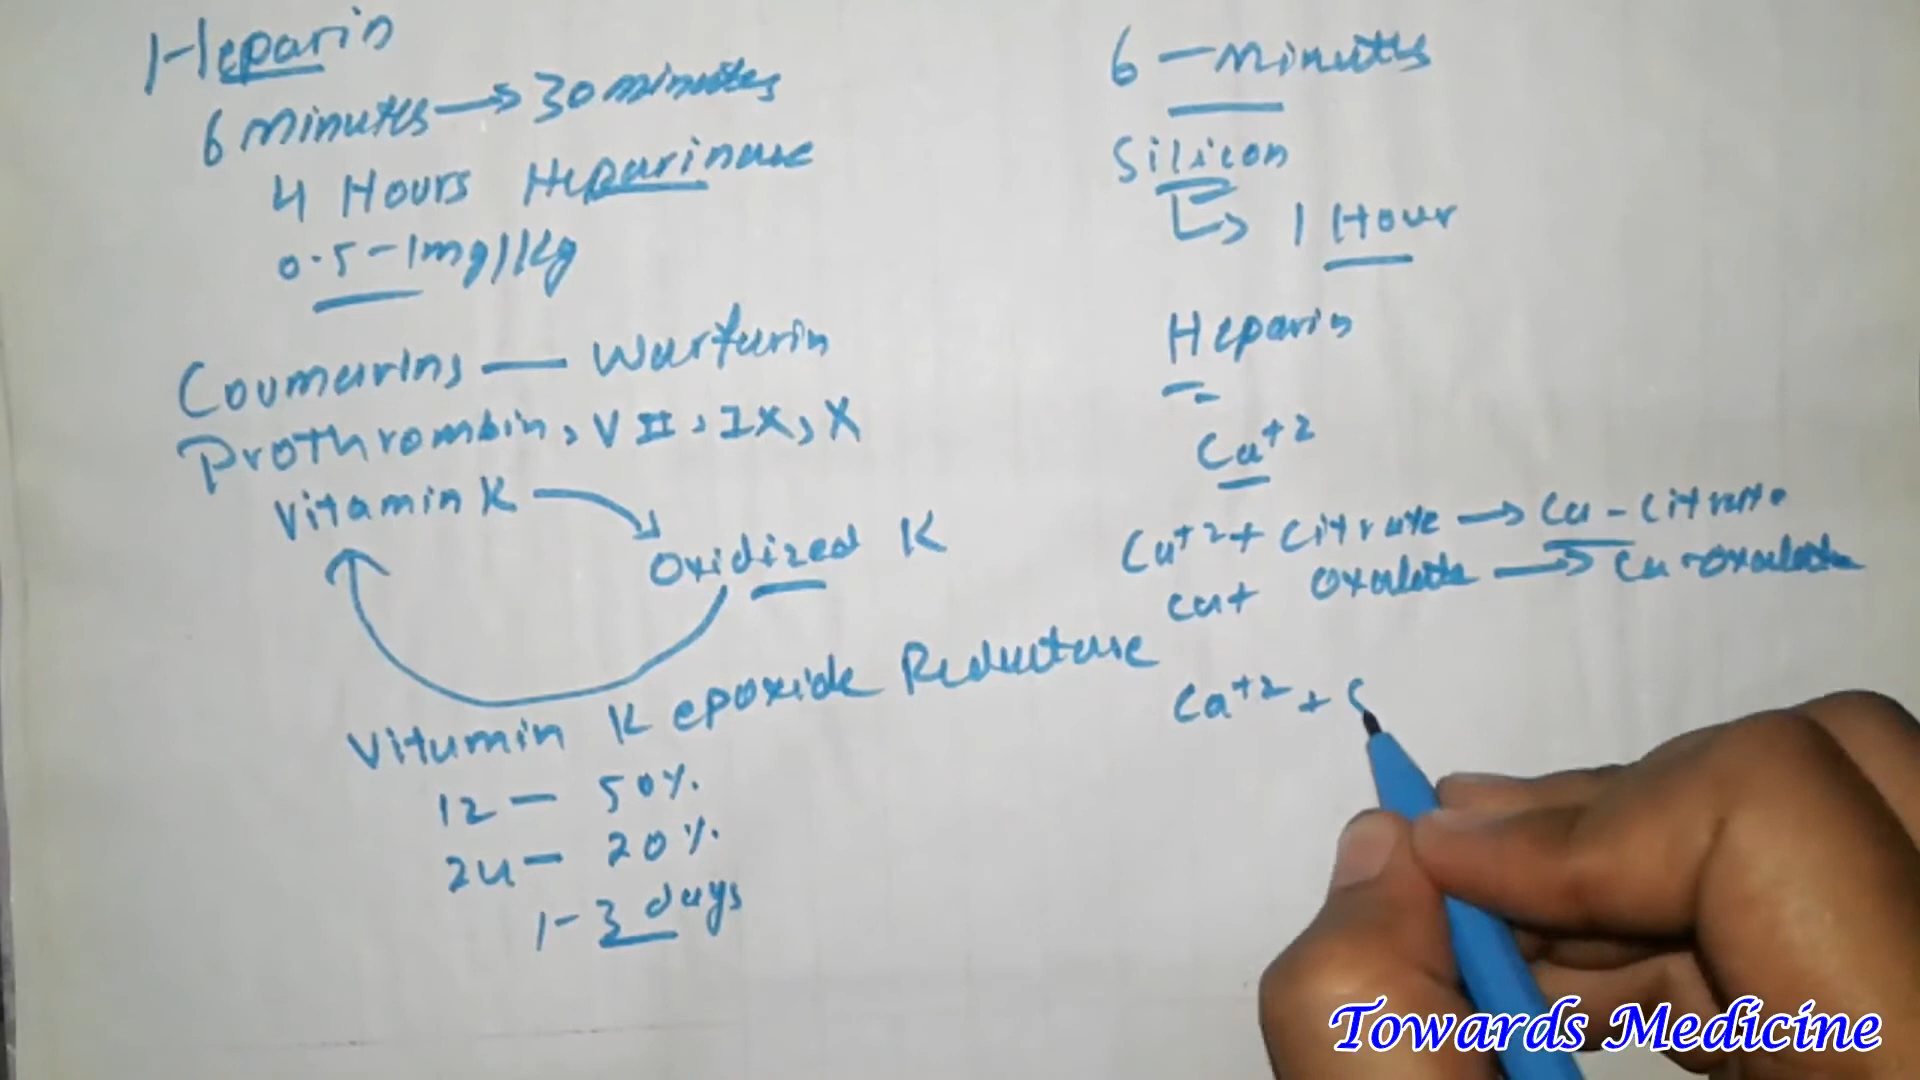 Heparin
6 minutes → 30 minutes
4 Hours Heparinase
0.5 - 1mg/Kg
Coumarins — Warfarin
Prothrombin, VII, IX, X
Vitamin K → Oxidized K
Vitamin K epoxide Reductase
12 — 50%.
24 — 20%.
1-3 days
6 — minutes
Silicon
↳ 1 Hour
Heparin
Ca+2
Ca+2 + Citrate → Ca - Citrate
Ca+ Oxalate → Ca - Oxalate
Ca+2 + C
Towards Medicine